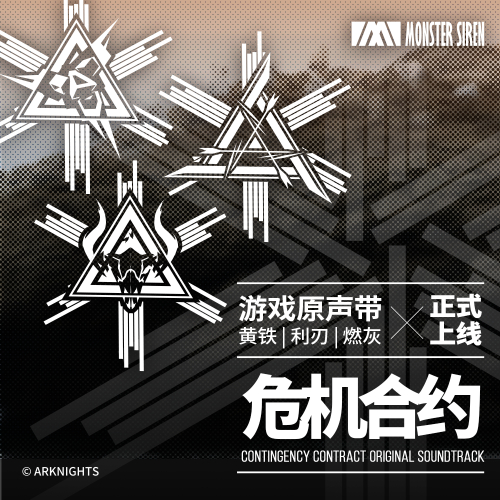 MONSTER SIREN
游戏原声带
黄铁 | 利刃 | 燃灰
正式
上线
危机合约
CONTINGENCY CONTRACT ORIGINAL SOUNDTRACK
© ARKNIGHTS